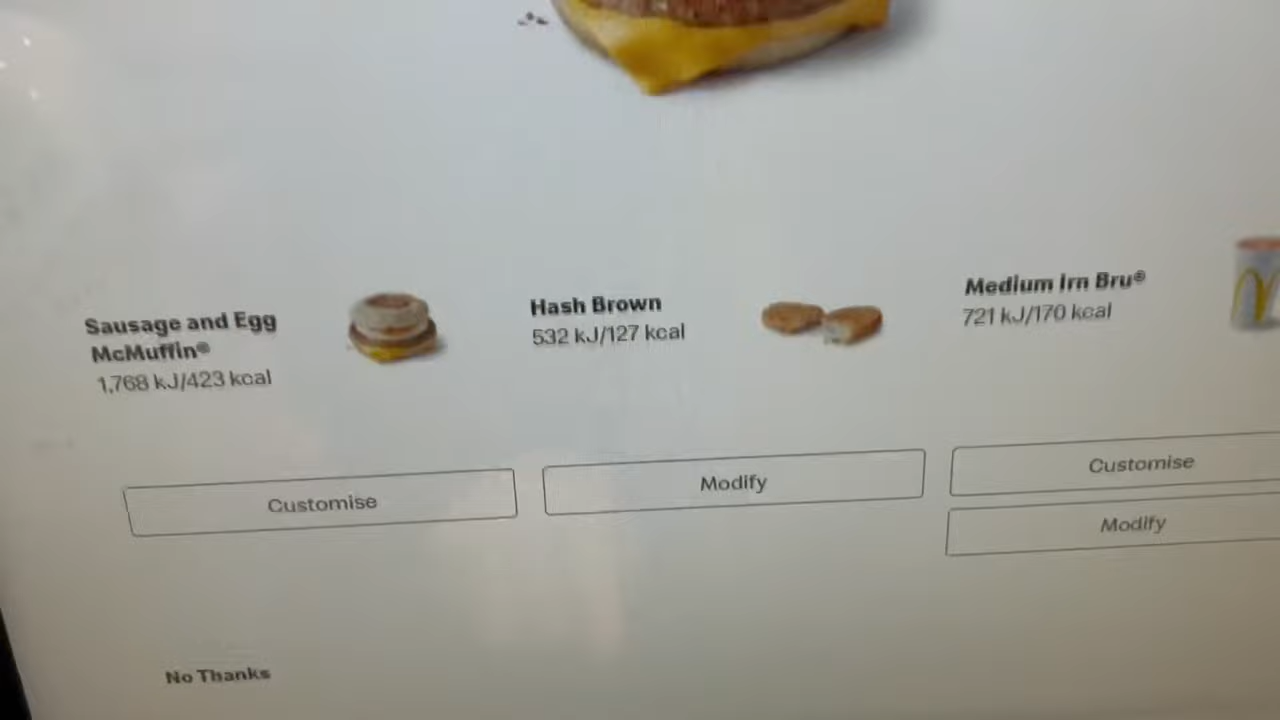 Sausage and Egg
McMuffin®
1,768 kJ/423 kcal
Hash Brown
532 kJ/127 kcal
Medium Irn Bru®
721 kJ/170 kcal
Customise
Modify
Customise
Modify
No Thanks